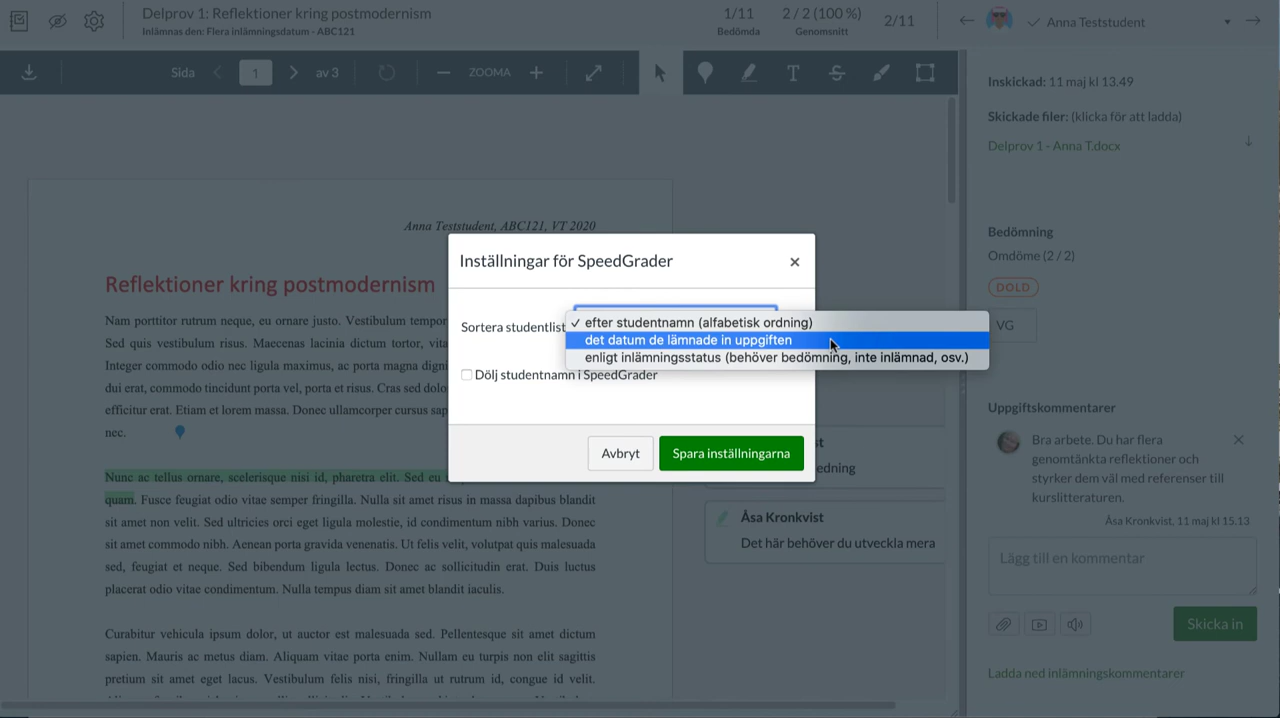 Delprov 1: Reflektioner kring postmodernism
Inlämnas den: Flera inlämningsdatum - ABC121
1/11
Bedömda
2 / 2 (100 %)
Genomsnitt
2/11
Anna Teststudent
Sida
1
av 3
ZOOMA
Anna Teststudent, ABC121, VT 2020
Reflektioner kring postmodernism
Nam porttitor rutrum neque, eu ornare justo. Vestibulum tempor
Sed quis vestibulum risus. Maecenas lacinia dictum tortor, vita
Integer commodo odio nec ligula maximus, ac porta magna digni
dui erat, commodo tincidunt porta vel, porta et risus. Cras sed dolo
efficitur erat. Etiam et lorem massa. Donec ullamcorper cursus sap
nec.
Nunc ac tellus ornare, scelerisque nisi id, pharetra elit. Sed eu
quam. Fusce feugiat odio vitae semper fringilla. Nulla sit amet risus in massa dapibus blandit
sit amet non velit. Sed ultricies orci eget ligula molestie, id condimentum nibh varius. Donec
sit amet commodo nibh. Aenean porta gravida venenatis. Ut felis velit, volutpat quis malesuada
sed, feugiat et neque. Sed bibendum ligula lectus. Donec ac sollicitudin erat. Duis luctus
placerat odio vitae condimentum. Nulla tempus diam sit amet blandit iaculis.
Curabitur vehicula ipsum dolor, ut auctor est malesuada sed. Pellentesque sit amet dictum
sapien. Mauris ac metus diam. Aliquam vitae porta enim. Nullam eu turpis non elit sagittis
pretium sit amet eget lacus. Vestibulum felis nisi, fringilla ut rutrum id, congue id velit.
Inställningar för SpeedGrader
Sortera studentlist
✓ efter studentnamn (alfabetisk ordning)
det datum de lämnade in uppgiften
enligt inlämningsstatus (behöver bedömning, inte inlämnad, osv.)
Dölj studentnamn i SpeedGrader
Avbryt
Spara inställningarna
st
edning
Åsa Kronkvist
Det här behöver du utveckla mera
Inskickad: 11 maj kl 13.49
Skickade filer: (klicka för att ladda)
Delprov 1 - Anna T.docx
Bedömning
Omdöme (2 / 2)
DOLD
VG
Uppgiftskommentarer
Bra arbete. Du har flera
genomtänkta reflektioner och
styrker dem väl med referenser till
kurslitteraturen.
Åsa Kronkvist, 11 maj kl 15.13
Lägg till en kommentar
Skicka in
Ladda ned inlämningskommentarer